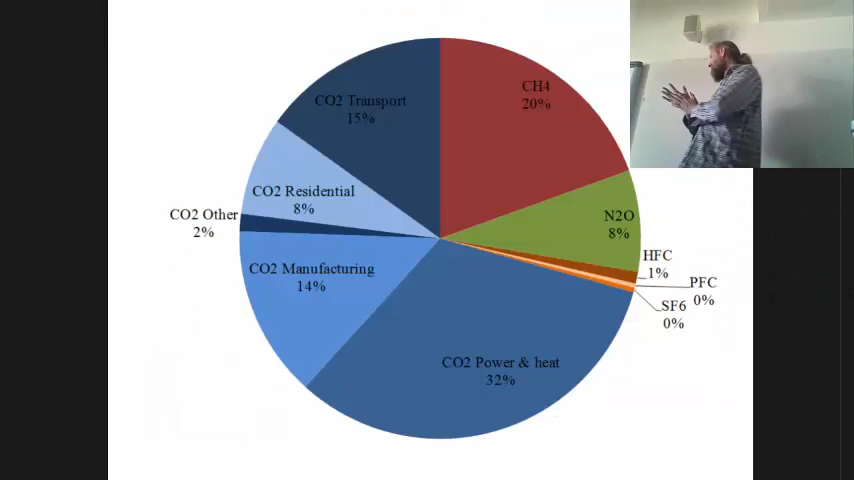 CH4
20%
CO2 Transport
15%
CO2 Residential
8%
N2O
8%
CO2 Other
2%
HFC
1%
CO2 Manufacturing
14%
PFC
0%
SF6
0%
CO2 Power & heat
32%